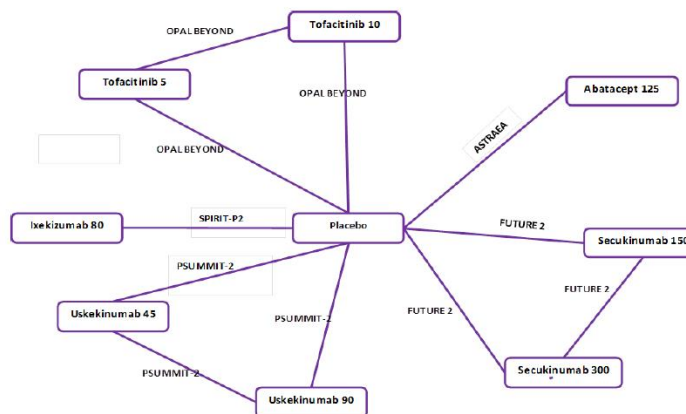 Tofacitinib 10
OPAL BEYOND
Tofacitinib 5
OPAL BEYOND
Abatacept 125
ASTRAEA
OPAL BEYOND
SPIRIT-P2
Ixekizumab 80
Placebo
FUTURE 2
Secukinumab 150
PSUMMIT-2
FUTURE 2
Uskekinumab 45
PSUMMIT-2
FUTURE 2
PSUMMIT-2
Secukinumab 300
Uskekinumab 90